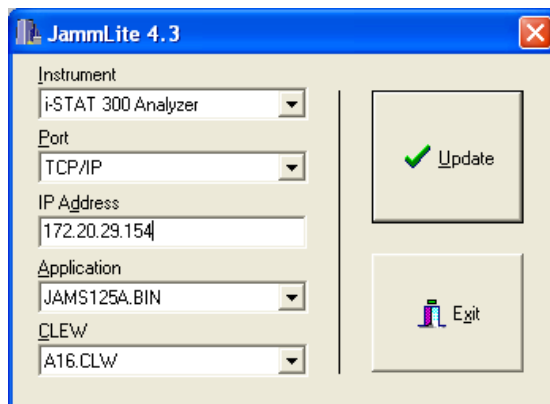 JammLite 4.3
Instrument
i-STAT 300 Analyzer
Port
TCP/IP
IP Address
172.20.29.154
Application
JAMS125A.BIN
CLEW
A16.CLW
Update
Exit